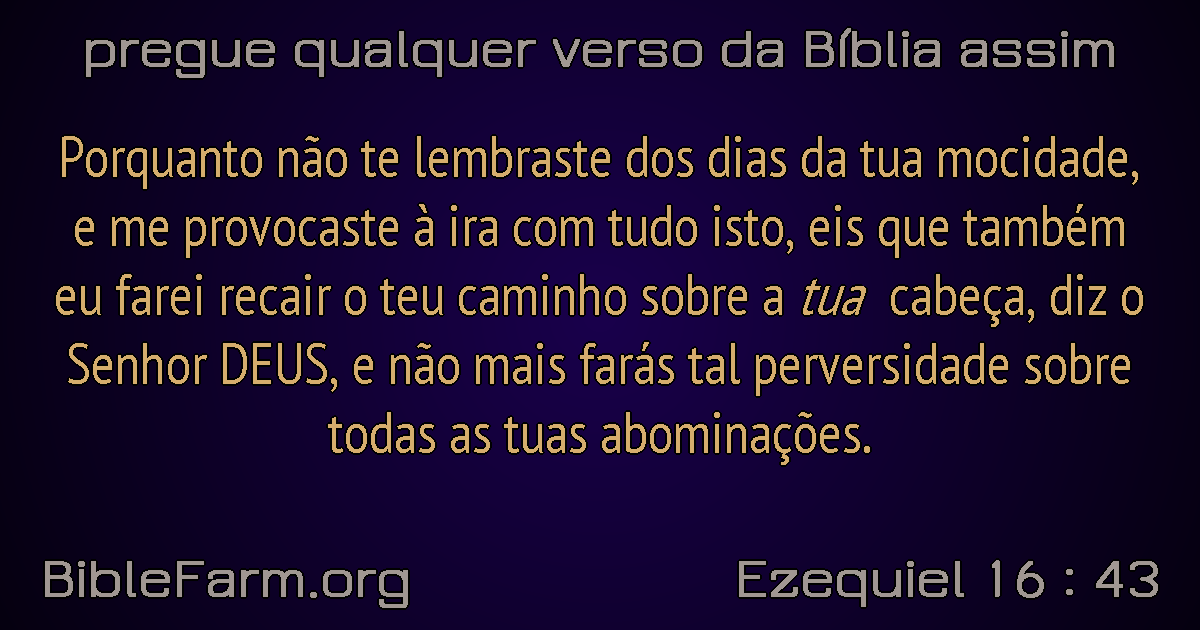 pregue qualquer verso da Bíblia assim
Porquanto não te lembraste dos dias da tua mocidade,
e me provocaste à ira com tudo isto, eis que também
eu farei recair o teu caminho sobre a tua cabeça, diz o
Senhor DEUS, e não mais farás tal perversidade sobre
todas as tuas abominações.
BibleFarm.org
Ezequiel 16 : 43